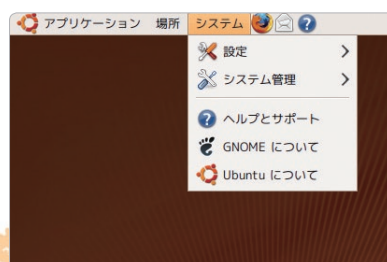 アプリケーション 場所 システム
設定
システム管理
ヘルプとサポート
GNOME について
Ubuntu について